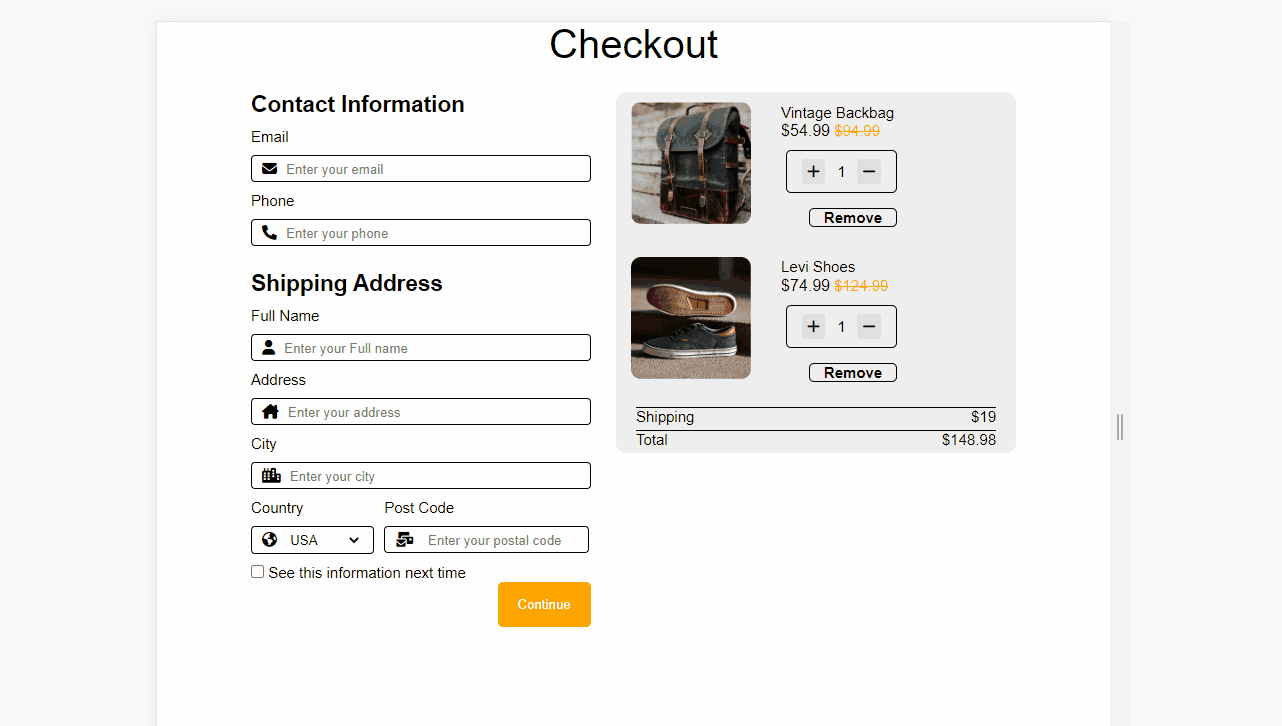 Checkout
Contact Information
Email
Enter your email
Phone
Enter your phone
Shipping Address
Full Name
Enter your Full name
Address
Enter your address
City
Enter your city
Country
Post Code
USA
Enter your postal code
See this information next time
Continue
Vintage Backbag
$54.99 $94.99
+ 1 −
Remove
Levi Shoes
$74.99 $124.99
+ 1 −
Remove
Shipping $19
Total $148.98